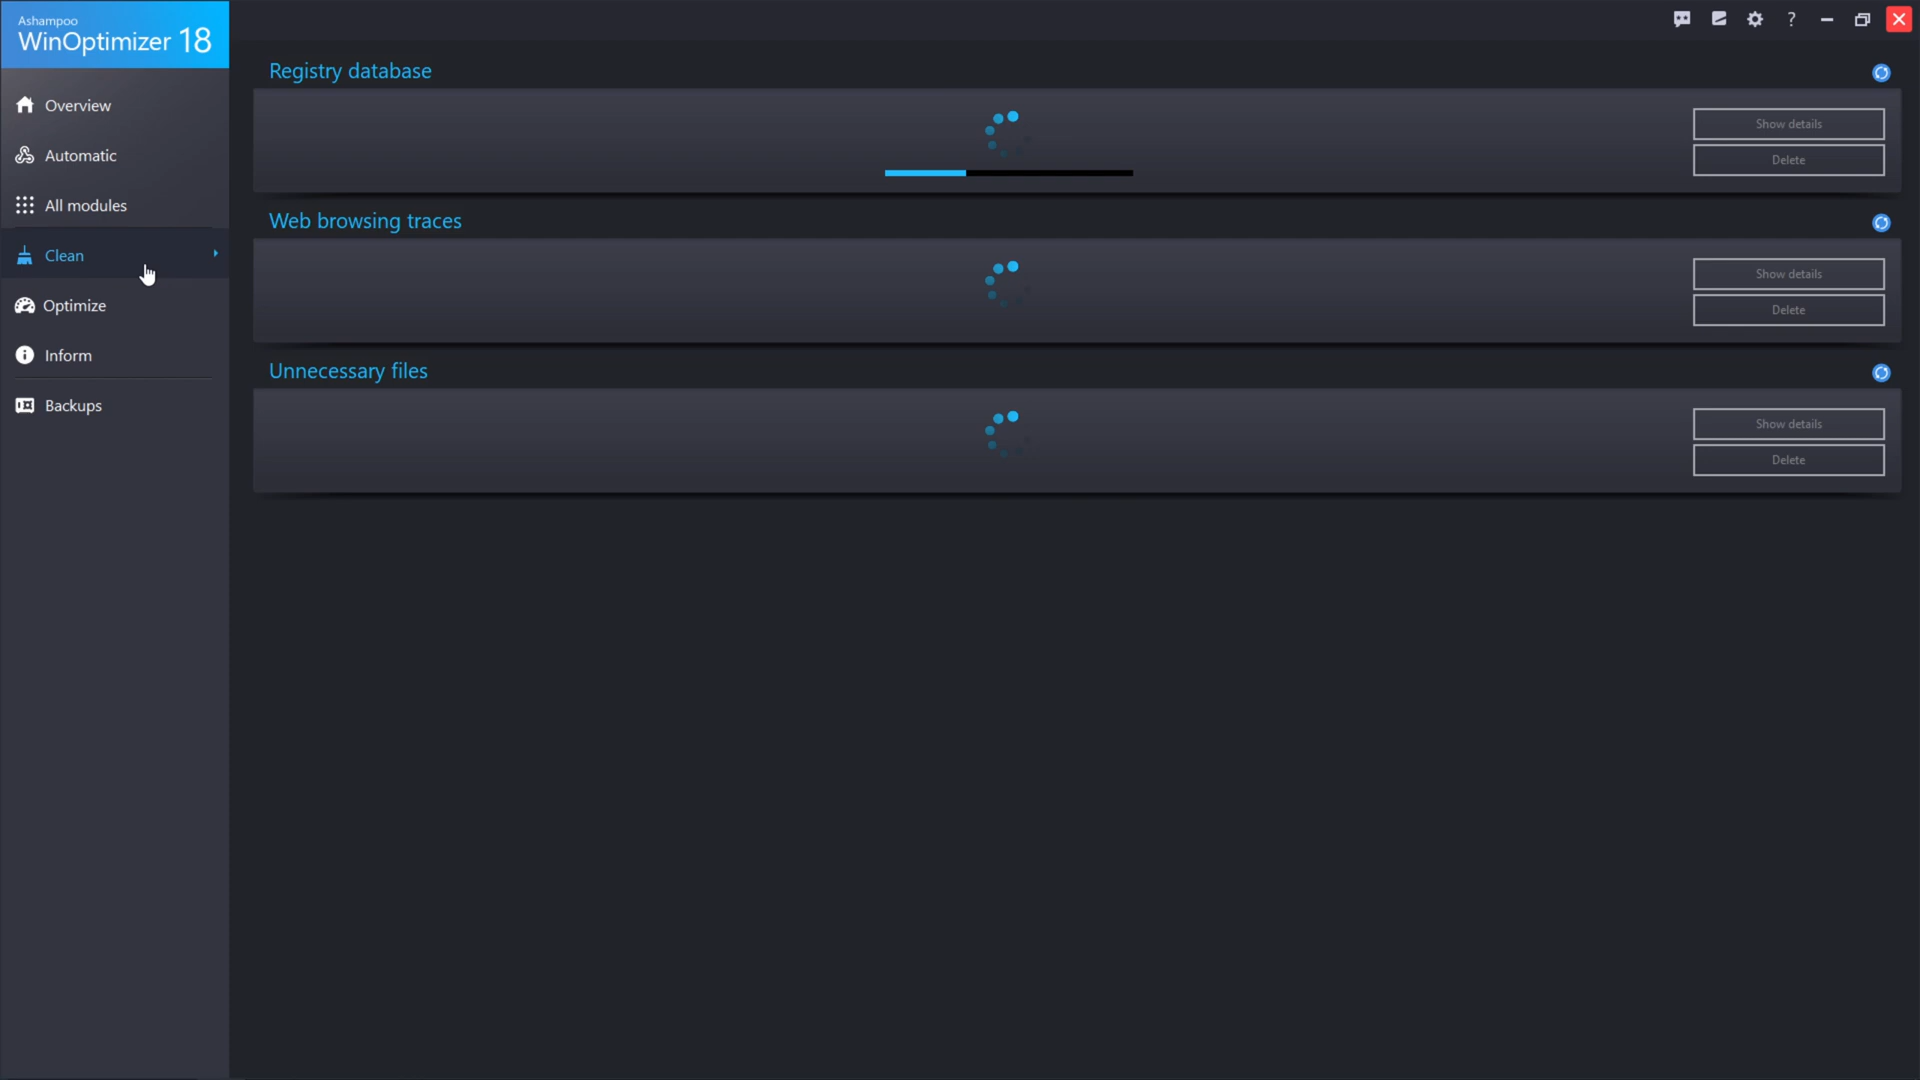 Ashampoo
WinOptimizer 18
Overview
Automatic
All modules
Clean
Optimize
Inform
Backups
?
Registry database
Show details
Delete
Web browsing traces
Show details
Delete
Unnecessary files
Show details
Delete